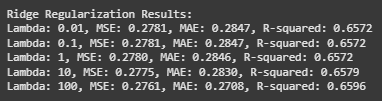 Ridge Regularization Results:
Lambda: 0.01, MSE: 0.2781, MAE: 0.2847, R-squared: 0.6572
Lambda: 0.1, MSE: 0.2781, MAE: 0.2847, R-squared: 0.6572
Lambda: 1, MSE: 0.2780, MAE: 0.2846, R-squared: 0.6572
Lambda: 10, MSE: 0.2775, MAE: 0.2830, R-squared: 0.6579
Lambda: 100, MSE: 0.2761, MAE: 0.2708, R-squared: 0.6596